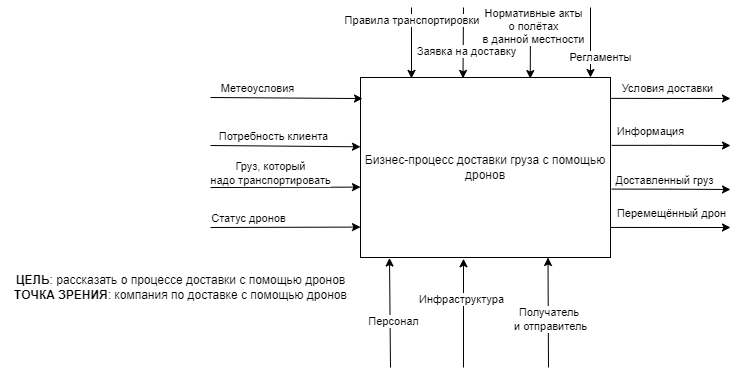 Правила транспортировки
Заявка на доставку
Нормативные акты
о полётах
в данной местности
Регламенты
Метеоусловия
Потребность клиента
Груз, который
надо транспортировать
Статус дронов
Бизнес-процесс доставки груза с помощью
дронов
Условия доставки
Информация
Доставленный груз
Перемещённый дрон
ЦЕЛЬ: рассказать о процессе доставки с помощью дронов
ТОЧКА ЗРЕНИЯ: компания по доставке с помощью дронов
Персонал
Инфраструктура
Получатель
и отправитель